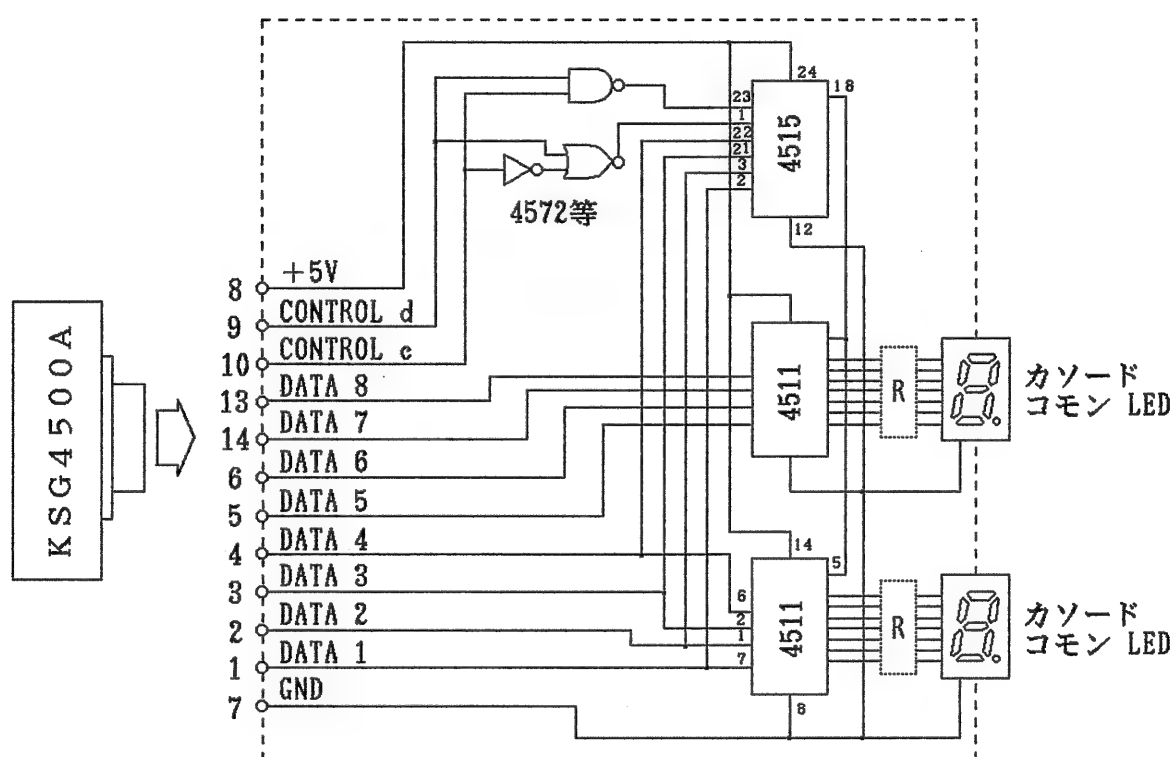 24
18
23
1
22
21
3
2
4515
12
4572等
8 +5V
9 CONTROL d
10 CONTROL c
13 DATA 8
14 DATA 7
6 DATA 6
5 DATA 5
4 DATA 4
3 DATA 3
2 DATA 2
1 DATA 1
7 GND
KSG4500A
4511
R
カソード
コモン LED
14
5
6
2
1
7
4511
8
R
カソード
コモン LED